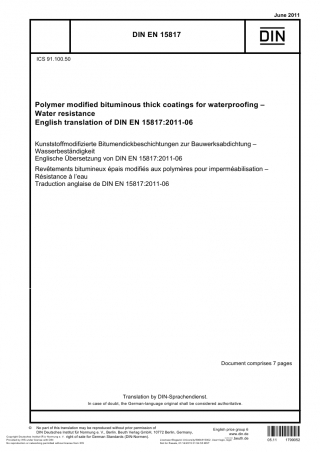 June 2011
DIN EN 15817
DIN
ICS 91.100.50
Polymer modified bituminous thick coatings for waterproofing –
Water resistance
English translation of DIN EN 15817:2011-06
Kunststoffmodifizierte Bitumendickbeschichtungen zur Bauwerksabdichtung –
Wasserbeständigkeit
Englische Übersetzung von DIN EN 15817:2011-06
Revêtements bitumineux épais modifiés aux polymères pour imperméabilisation –
Résistance à l'eau
Traduction anglaise de DIN EN 15817:2011-06
Document comprises 7 pages
Translation by DIN-Sprachendienst.
In case of doubt, the German-language original shall be considered authoritative.
© No part of this translation may be reproduced without prior permission of
DIN Deutsches Institut für Normung e. V., Berlin. Beuth Verlag GmbH, 10772 Berlin, Germany,
right of sale for German Standards (DIN-Normen).
English price group 6
www.din.de
www.beuth.de